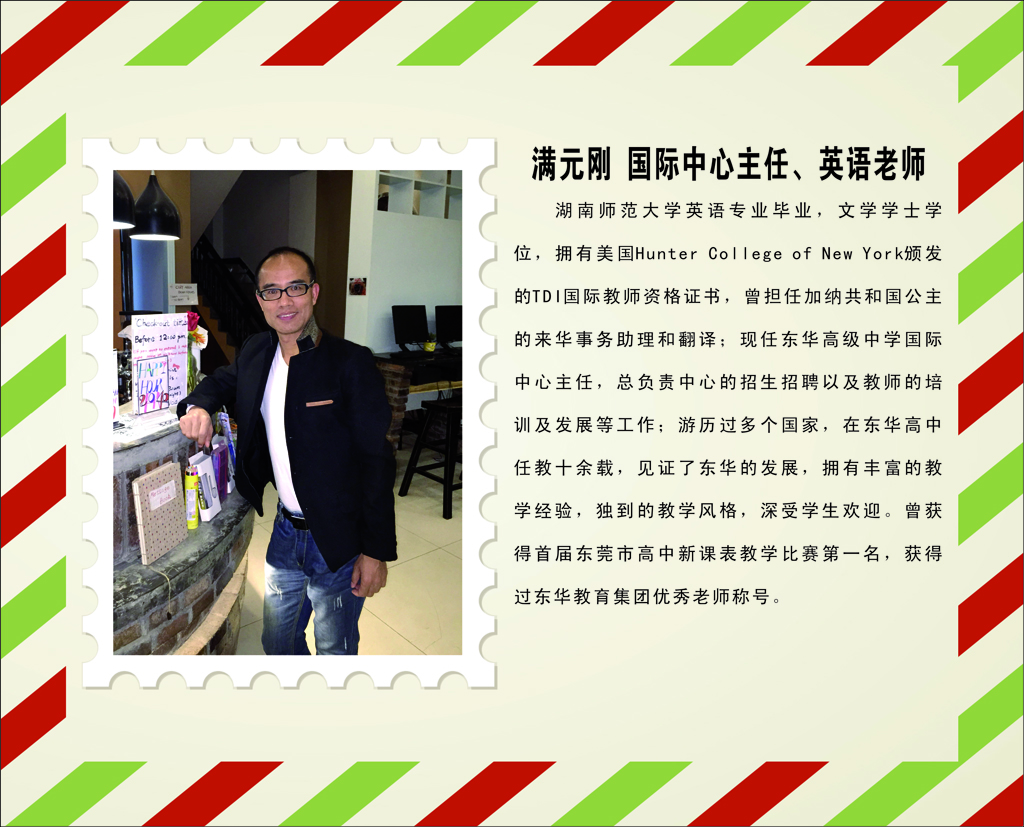 满元刚 国际中心主任、英语老师
湖南师范大学英语专业毕业，文学学士学
位，拥有美国Hunter College of New York颁发
的TDI国际教师资格证书，曾担任加纳共和国公主
的来华事务助理和翻译；现任东华高级中学国际
中心主任，总负责中心的招生招聘以及教师的培
训及发展等工作；游历过多个国家，在东华高中
任教十余载，见证了东华的发展，拥有丰富的教
学经验，独到的教学风格，深受学生欢迎。曾获
得首届东莞市高中新课表教学比赛第一名，获得
过东华教育集团优秀老师称号。
Before 12:00 pm